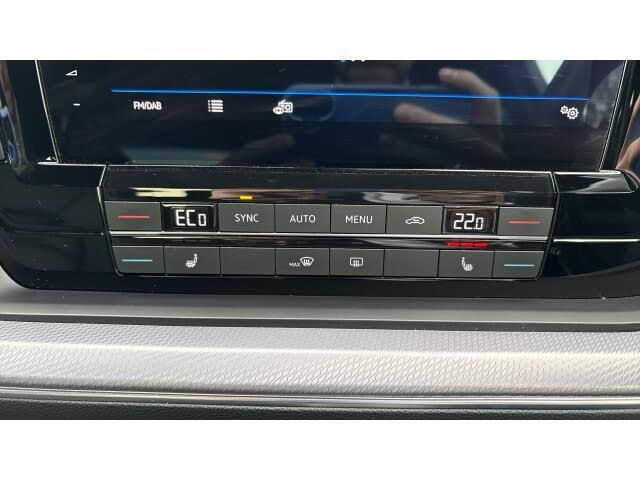 FM/DAB
ECO SYNC AUTO MENU 22.0
MAX